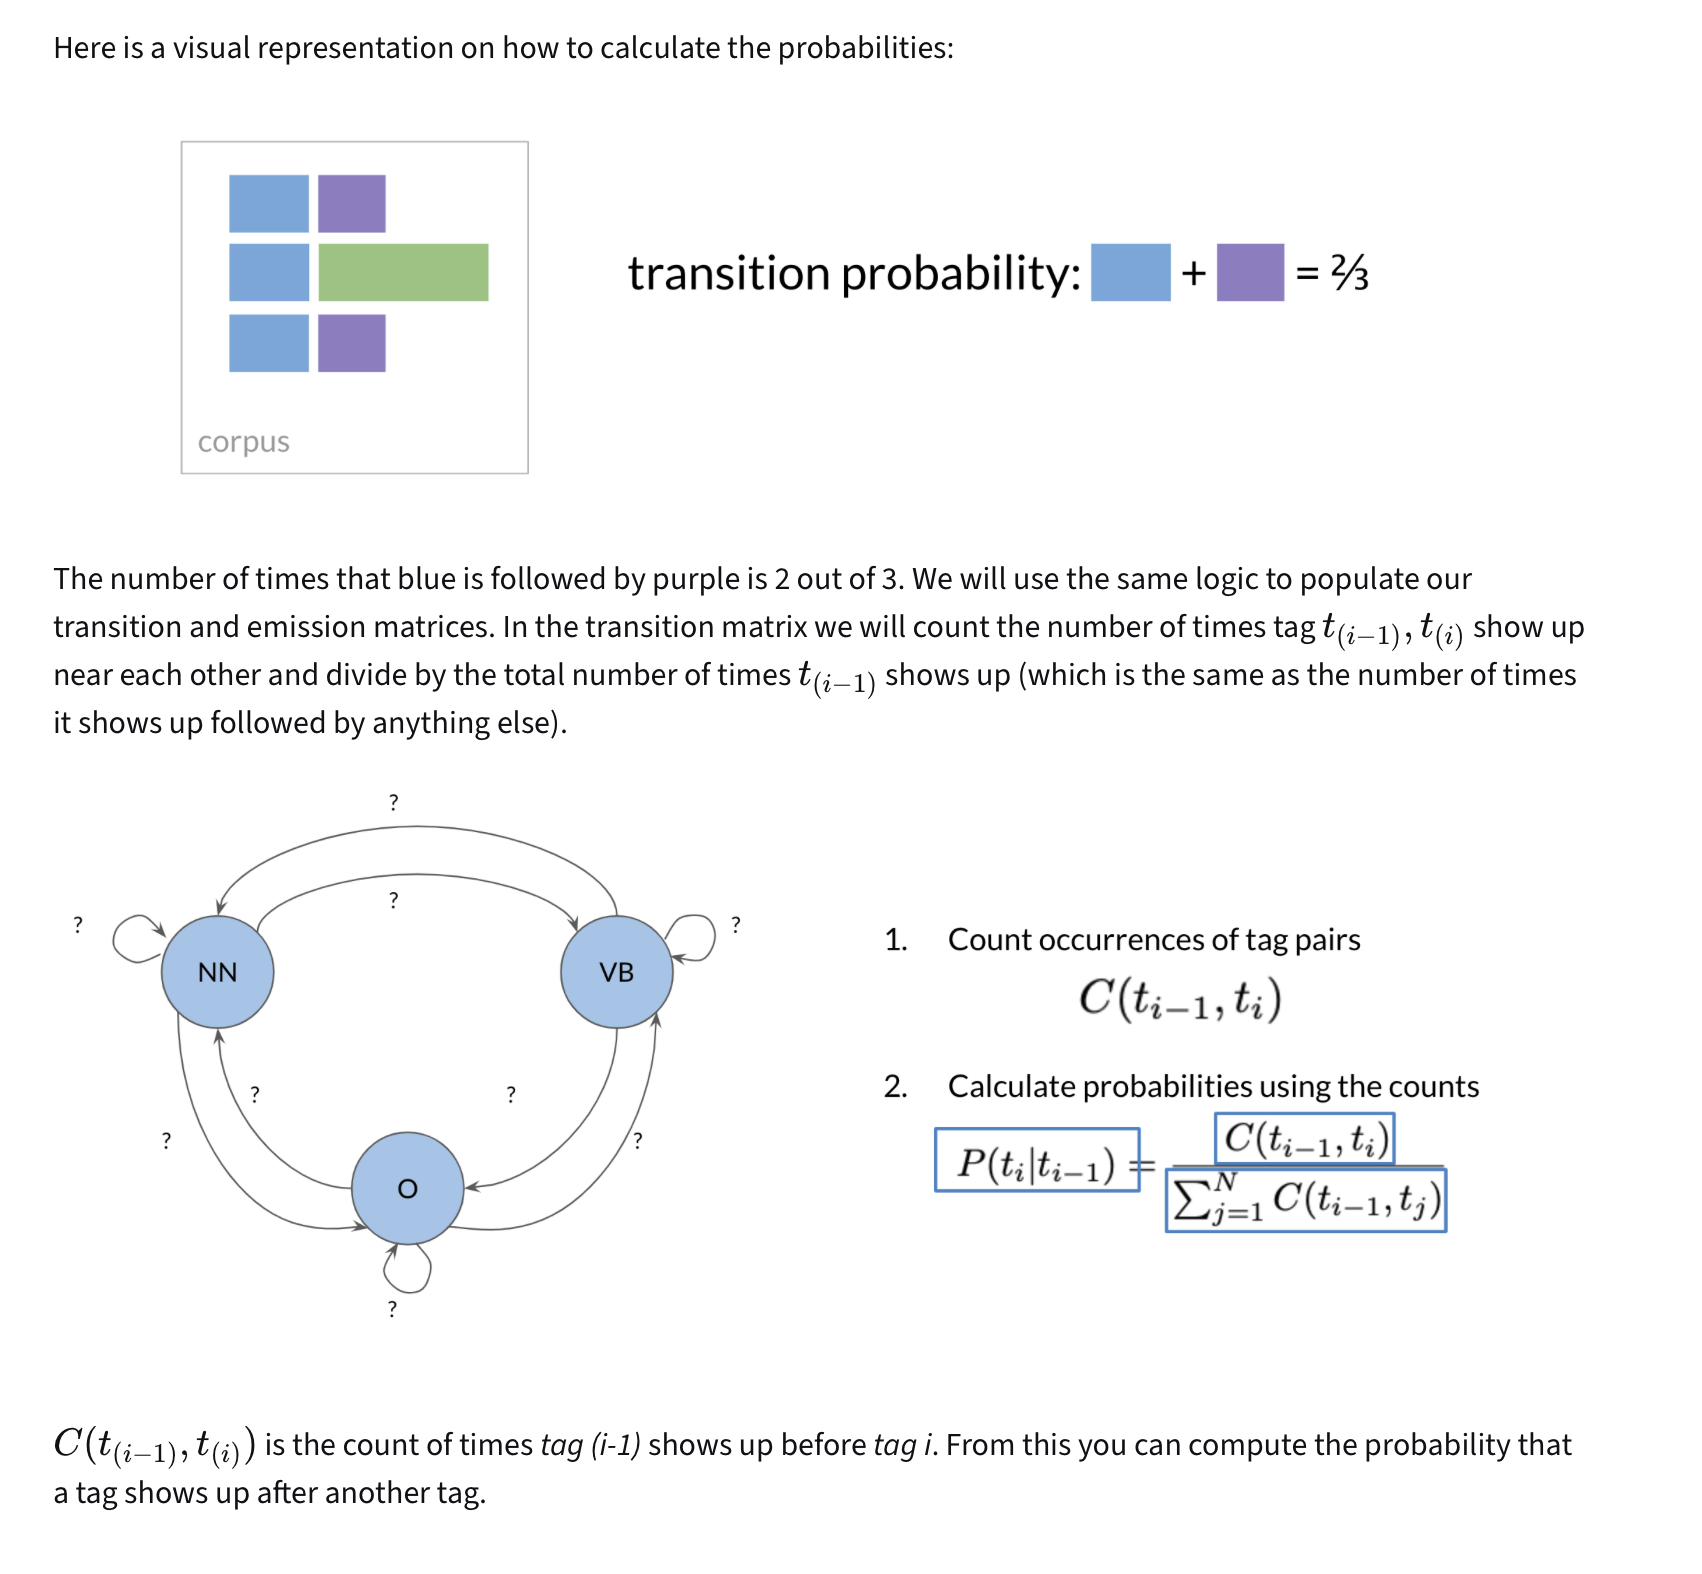 Here is a visual representation on how to calculate the probabilities:
corpus
transition probability: + = ⅔
The number of times that blue is followed by purple is 2 out of 3. We will use the same logic to populate our
transition and emission matrices. In the transition matrix we will count the number of times tag t_{(i−1)}, t_{(i)} show up
near each other and divide by the total number of times t_{(i−1)} shows up (which is the same as the number of times
it shows up followed by anything else).
?
?
?
?
NN
VB
?
?
?
?
O
?
1. Count occurrences of tag pairs
C(t_{i−1}, t_i)
2. Calculate probabilities using the counts
P(t_i|t_{i−1}) = \frac{C(t_{i−1}, t_i)}{\sum_{j=1}^{N} C(t_{i−1}, t_j)}
C(t_{(i−1)}, t_{(i)}) is the count of times tag (i-1) shows up before tag i. From this you can compute the probability that
a tag shows up after another tag.